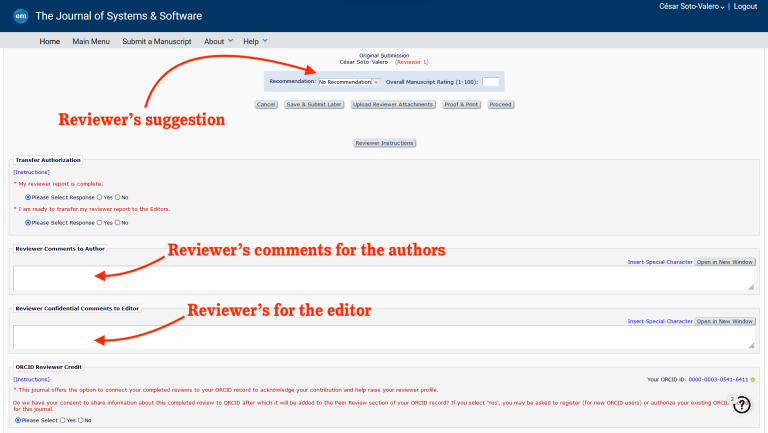 César Soto-Valero | Logout
em The Journal of Systems & Software
Home Main Menu Submit a Manuscript About Help
Original Submission
César Soto-Valero (Reviewer 1)
Recommendation: No Recommendation Overall Manuscript Rating (1-100):
Cancel Save & Submit Later Upload Reviewer Attachments Proof & Print Proceed
Reviewer's suggestion
Reviewer Instructions
Transfer Authorization
[Instructions]
* My reviewer report is complete.
Please Select Response Yes No
* I am ready to transfer my reviewer report to the Editors.
Please Select Response Yes No
Reviewer Comments to Author
Reviewer's comments for the authors
Insert Special Character Open in New Window
Reviewer Confidential Comments to Editor
Reviewer's for the editor
Insert Special Character Open in New Window
ORCID Reviewer Credit
[Instructions] Your ORCID iD: 0000-0003-0541-6411
* This journal offers the option to connect your completed reviews to your ORCID record to acknowledge your contribution and help raise your reviewer profile.
Do we have your consent to share information about this completed review to ORCID after which it will be added to the Peer Review section of your ORCID record? If you select 'Yes', you may be asked to register (for new ORCID users) or authorize your existing ORCID
for this journal.
Please Select Yes No
2 ?